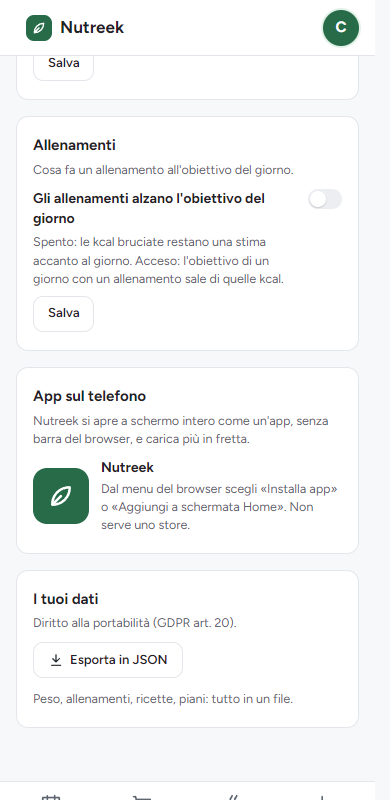 Nutreek
C
Salva
Allenamenti
Cosa fa un allenamento all'obiettivo del giorno.
Gli allenamenti alzano l'obiettivo del
giorno
Spento: le kcal bruciate restano una stima
accanto al giorno. Acceso: l'obiettivo di un
giorno con un allenamento sale di quelle kcal.
Salva
App sul telefono
Nutreek si apre a schermo intero come un'app, senza
barra del browser, e carica più in fretta.
Nutreek
Dal menu del browser scegli «Installa app»
o «Aggiungi a schermata Home». Non
serve uno store.
I tuoi dati
Diritto alla portabilità (GDPR art. 20).
Esporta in JSON
Peso, allenamenti, ricette, piani: tutto in un file.